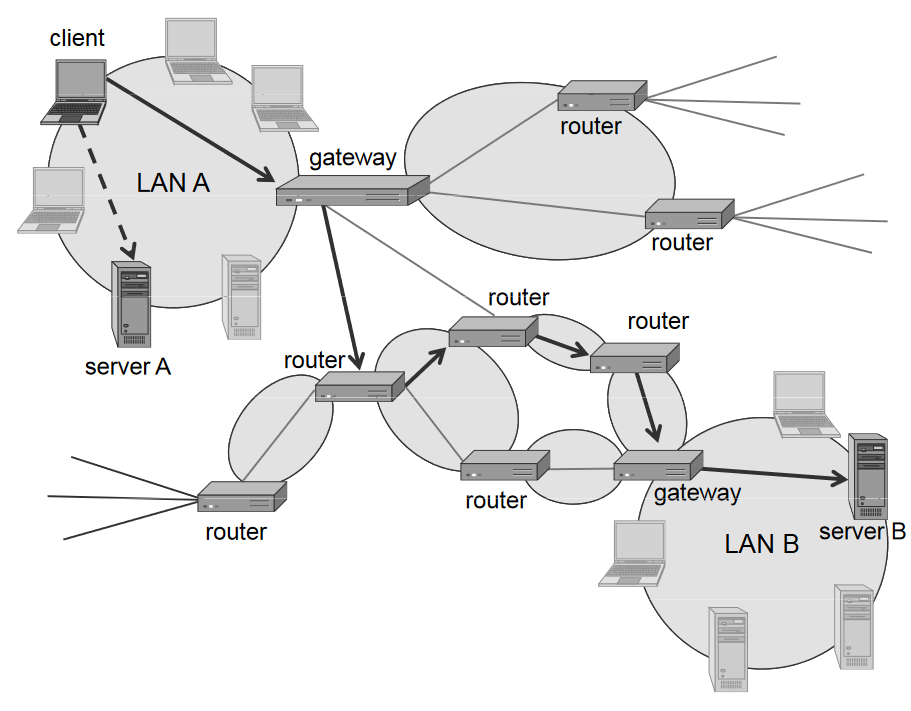 client
gateway
LAN A
router
router
router
router
router
server A
router
gateway
router
server B
LAN B